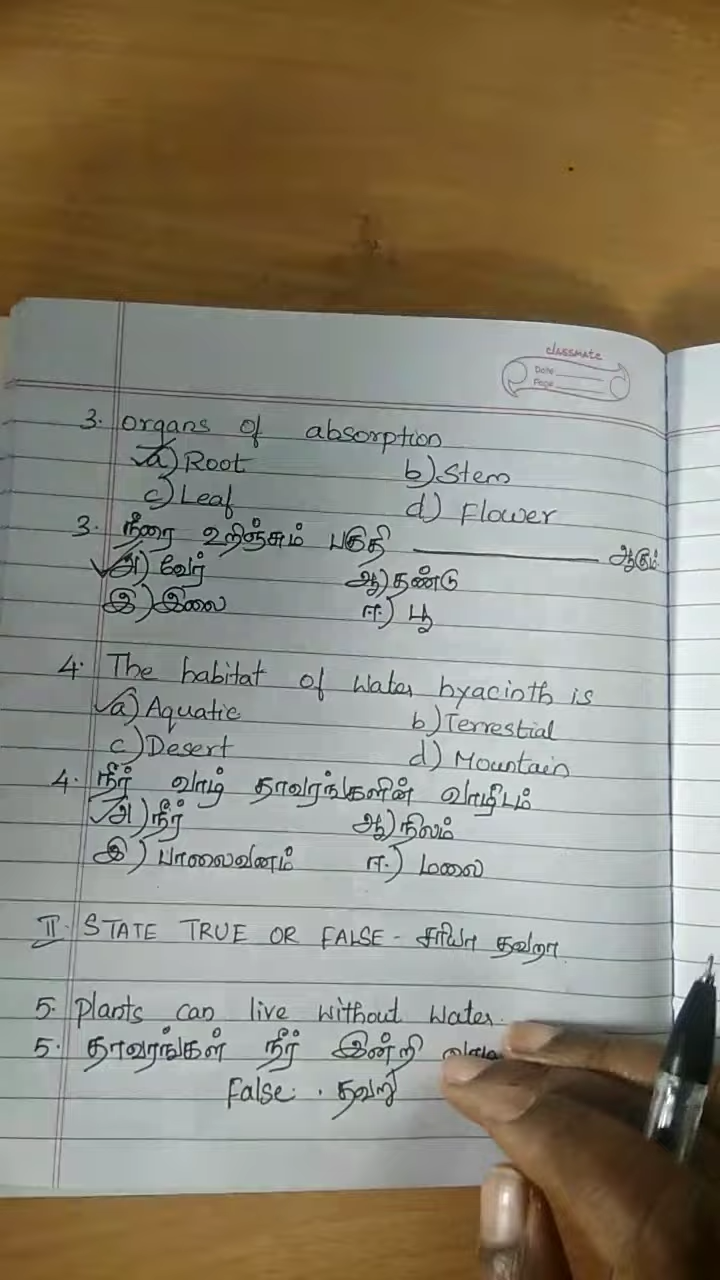 classmate
Date
Page
3. organs of absorption
a) Root b) Stem
c) Leaf d) Flower
3. நீரை உறிஞ்சும் பகுதி ____________ ஆகும்
அ) வேர் ஆ) தண்டு
இ) இலை ஈ) பூ
4. The habitat of Water hyacinth is
a) Aquatic b) Terrestial
c) Desert d) Mountain
4. நீர் வாழ் தாவரங்களின் வாழிடம்
அ) நீர் ஆ) நிலம்
இ) பாலைவனம் ஈ) மலை
II. STATE TRUE OR FALSE - சரியா தவறா.
5. Plants can live without Water.
5. தாவரங்கள் நீர் இன்றி
False. தவறு